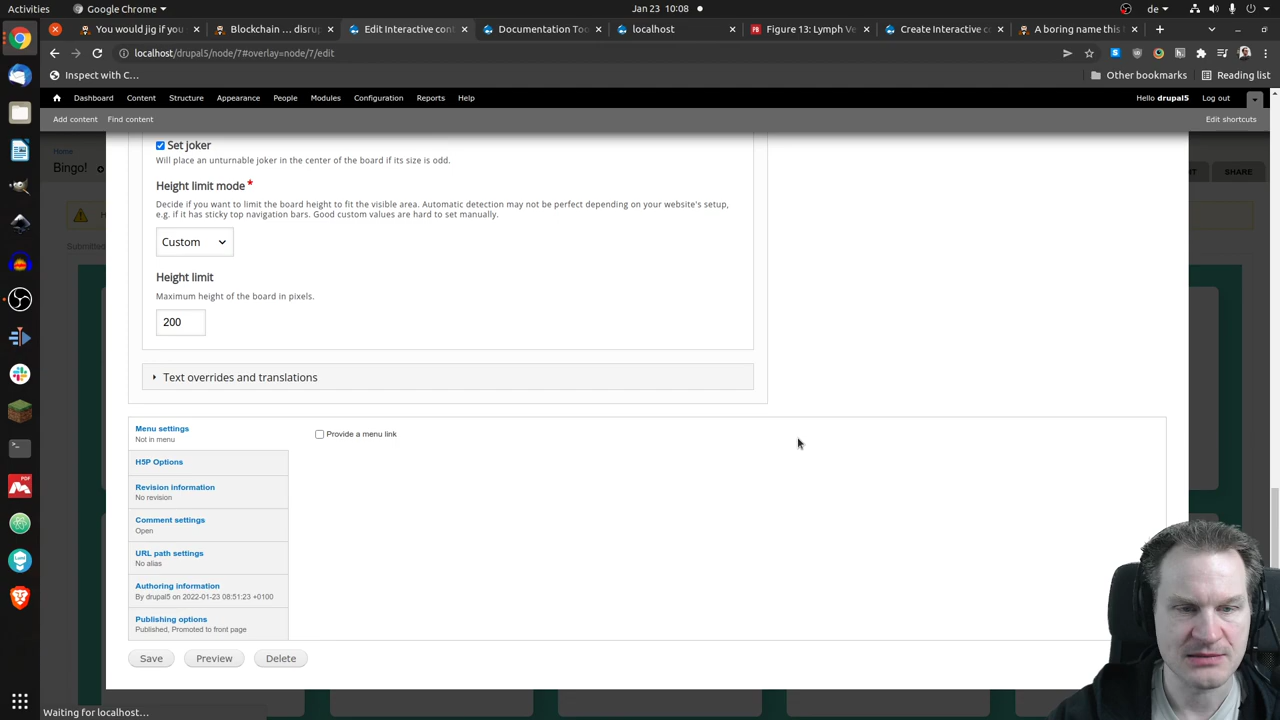 Activities
Google Chrome
Jan 23 10:08
de
You would jig if you
Blockchain … disrup
Edit Interactive con
Documentation Too
localhost
Figure 13: Lymph Ve
Create Interactive c
A boring name this
localhost/drupal5/node/7#overlay=node/7/edit
Inspect with C...
Other bookmarks
Reading list
Dashboard
Content
Structure
Appearance
People
Modules
Configuration
Reports
Help
Hello drupal5
Log out
Add content
Find content
Edit shortcuts
Home
Bingo!
SHARE
Submitted
Set joker
Will place an unturnable joker in the center of the board if its size is odd.
Height limit mode *
Decide if you want to limit the board height to fit the visible area. Automatic detection may not be perfect depending on your website's setup,
e.g. if it has sticky top navigation bars. Good custom values are hard to set manually.
Custom
Height limit
Maximum height of the board in pixels.
200
Text overrides and translations
Menu settings
Not in menu
Provide a menu link
H5P Options
Revision information
No revision
Comment settings
Open
URL path settings
No alias
Authoring information
By drupal5 on 2022-01-23 08:51:23 +0100
Publishing options
Published, Promoted to front page
Save
Preview
Delete
Waiting for localhost...